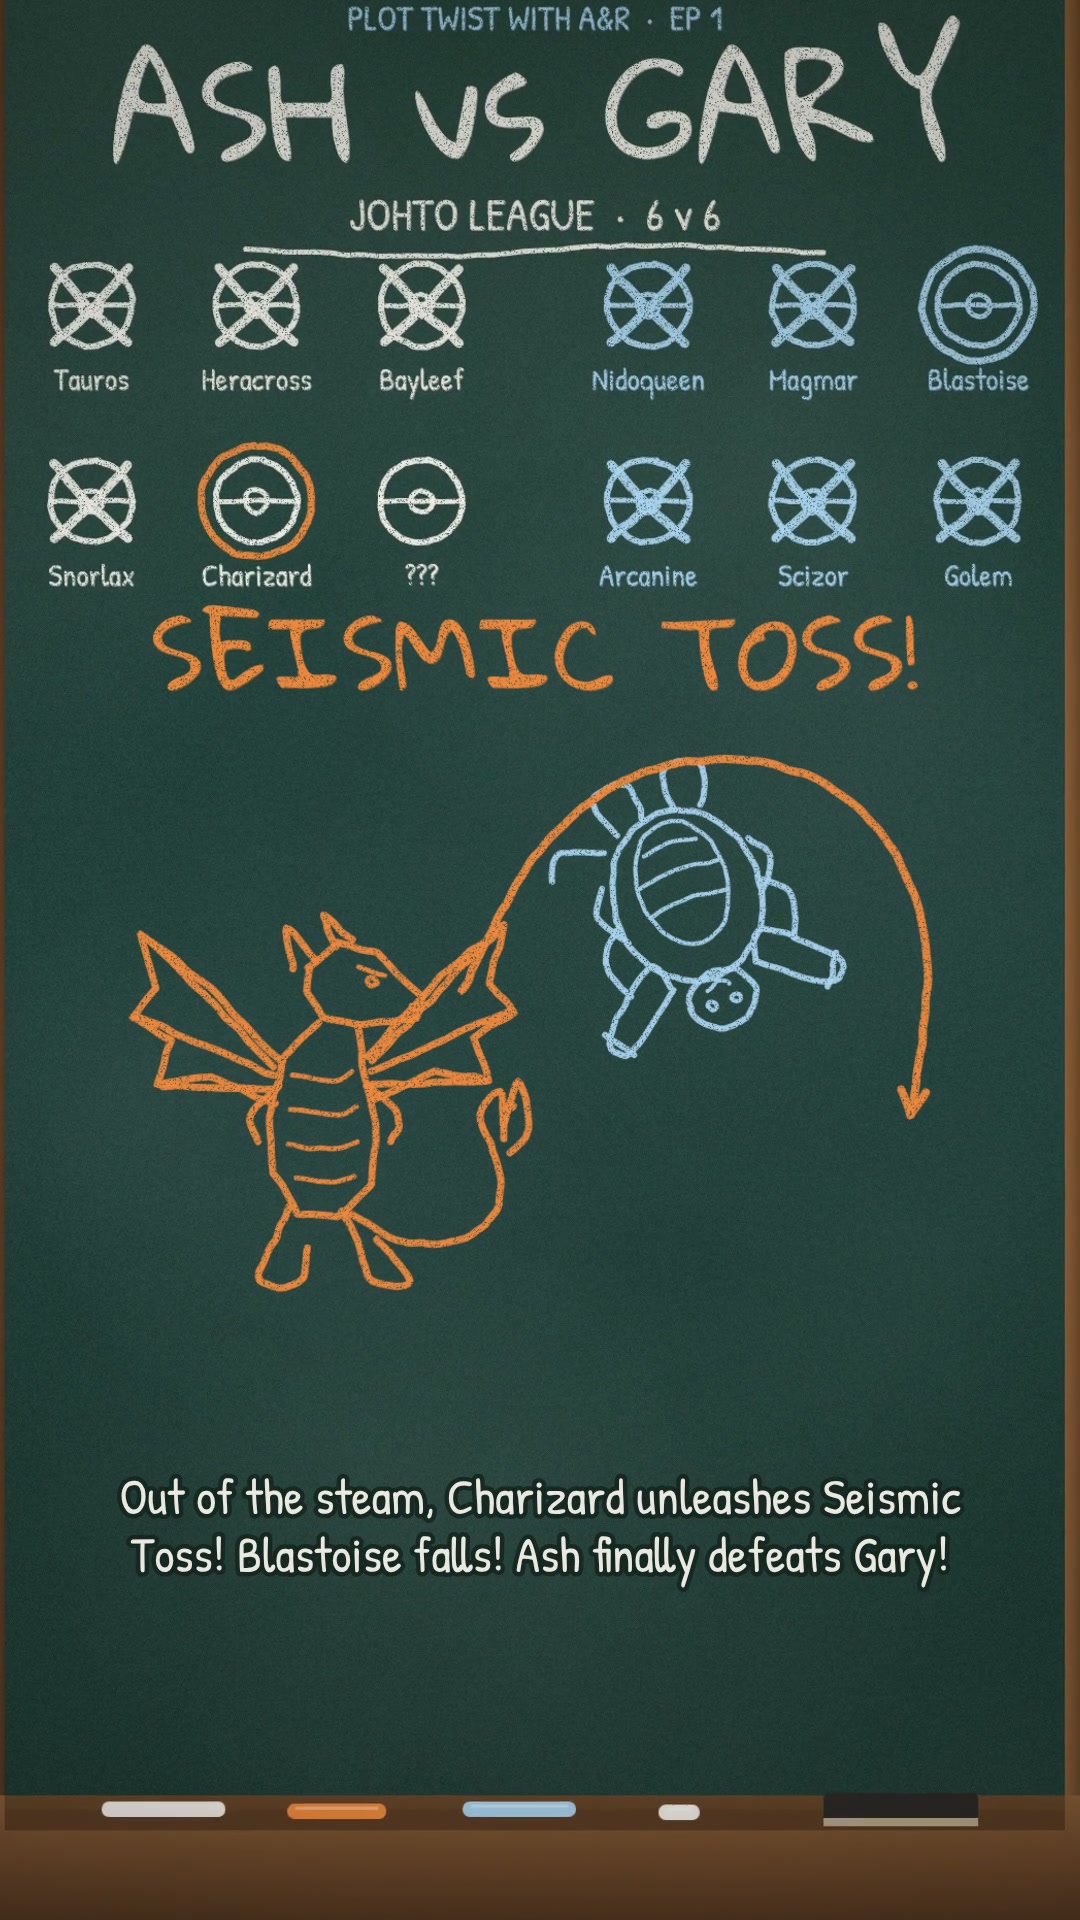 PLOT TWIST WITH A&R · EP 1
ASH vs GARY
JOHTO LEAGUE · 6 v 6
Tauros Heracross Bayleef Nidoqueen Magmar Blastoise
Snorlax Charizard ??? Arcanine Scizor Golem
SEISMIC TOSS!
Out of the steam, Charizard unleashes Seismic
Toss! Blastoise falls! Ash finally defeats Gary!